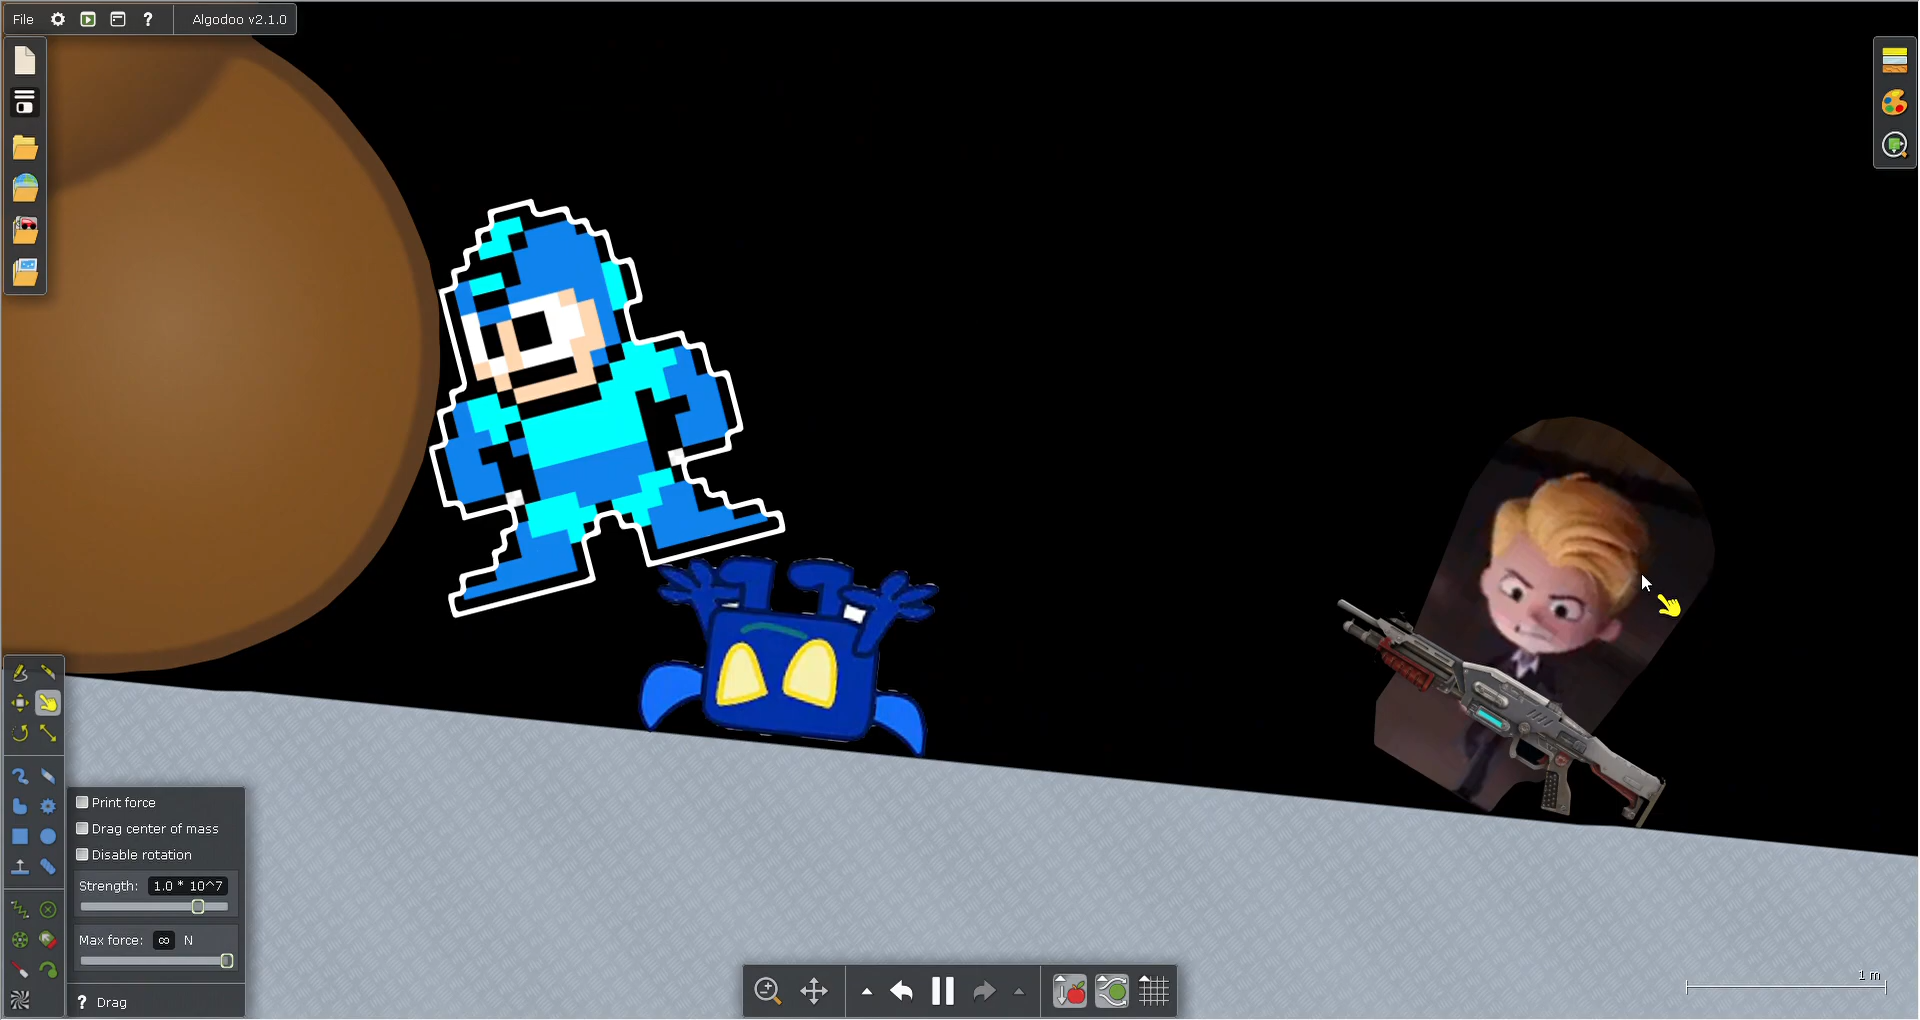 File ? Algodoo v2.1.0
Print force
Drag center of mass
Disable rotation
Strength: 1.0 * 10^7
Max force: ∞ N
? Drag
1 m